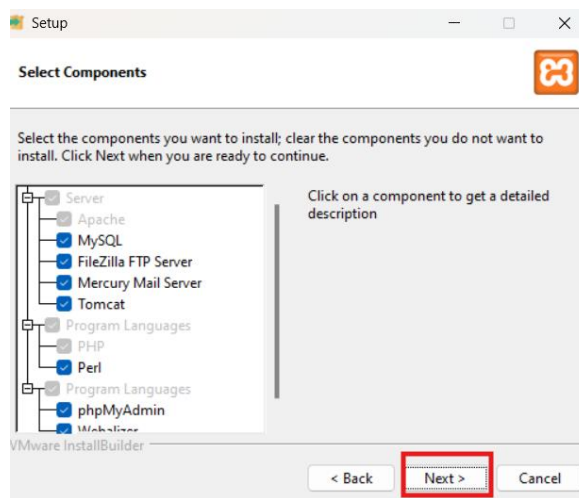 Setup
Select Components
Select the components you want to install; clear the components you do not want to
install. Click Next when you are ready to continue.
Server
Apache
MySQL
FileZilla FTP Server
Mercury Mail Server
Tomcat
Program Languages
PHP
Perl
Program Languages
phpMyAdmin
Webalizer
Click on a component to get a detailed
description
VMware InstallBuilder
< Back
Next >
Cancel